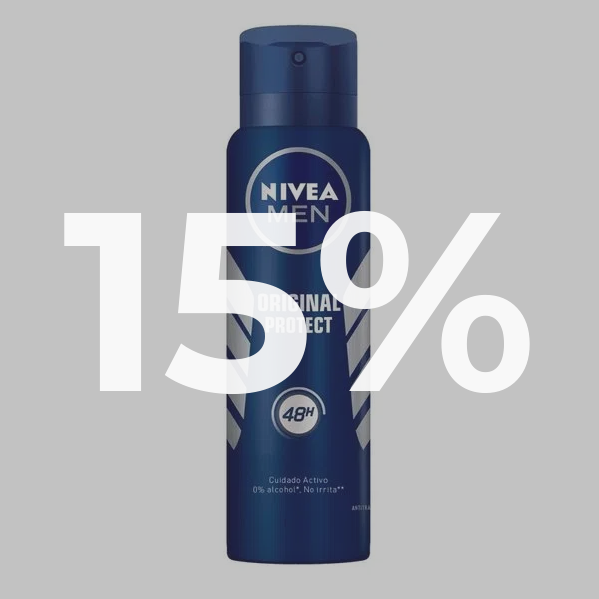 NIVEA
MEN
15%
ORIGINAL
PROTECT
48H
Cuidado Activo
0% alcohol*, No irrita**